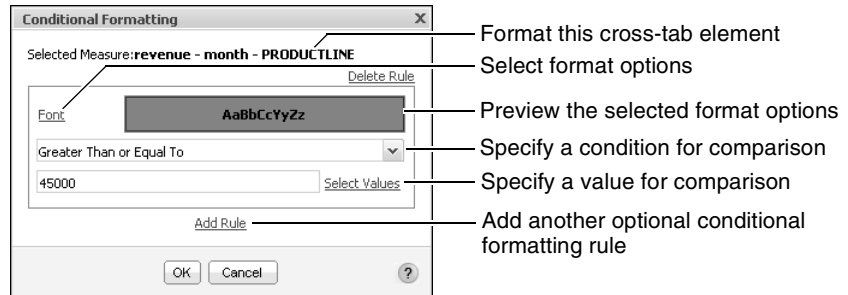 Conditional Formatting X
Selected Measure:revenue - month - PRODUCTLINE
Delete Rule
Font
AaBbCcYyZz
Greater Than or Equal To
45000
Select Values
Add Rule
OK
Cancel
?
Format this cross-tab element
Select format options
Preview the selected format options
Specify a condition for comparison
Specify a value for comparison
Add another optional conditional
formatting rule